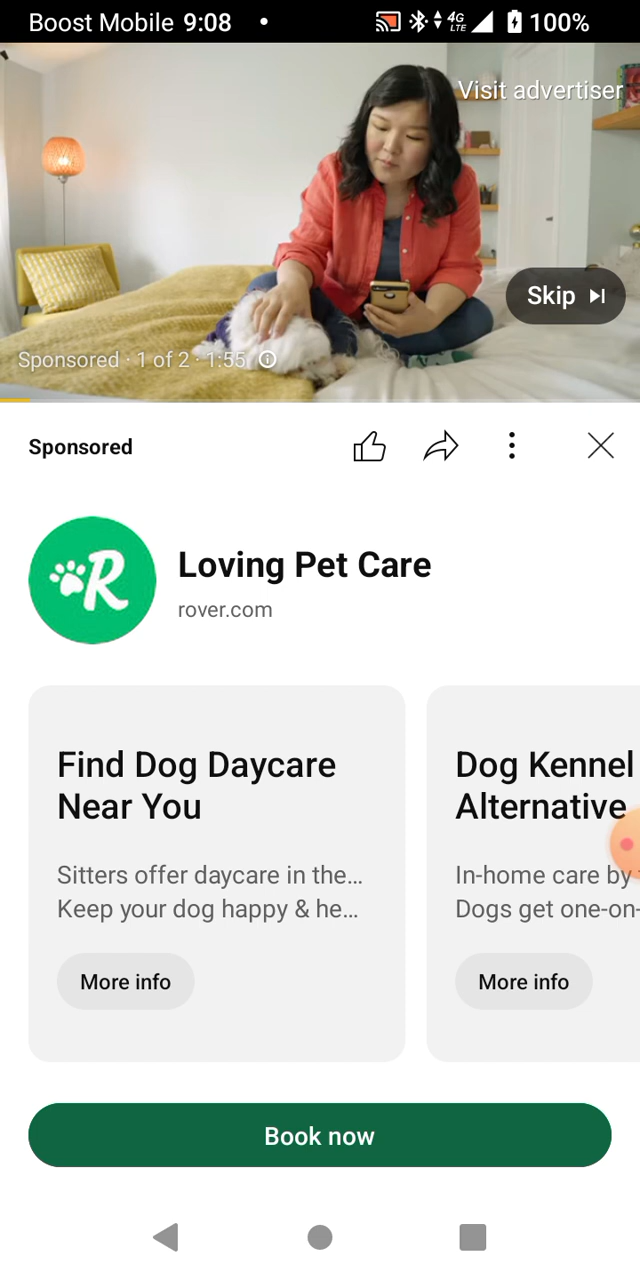 Boost Mobile 9:08 100%
4G
LTE
Visit advertiser
Skip
Sponsored · 1 of 2 · 1:55
Sponsored
R
Loving Pet Care
rover.com
Find Dog Daycare
Near You
Sitters offer daycare in the…
Keep your dog happy & he…
More info
Dog Kennel
Alternative
In-home care by
Dogs get one-on-
More info
Book now